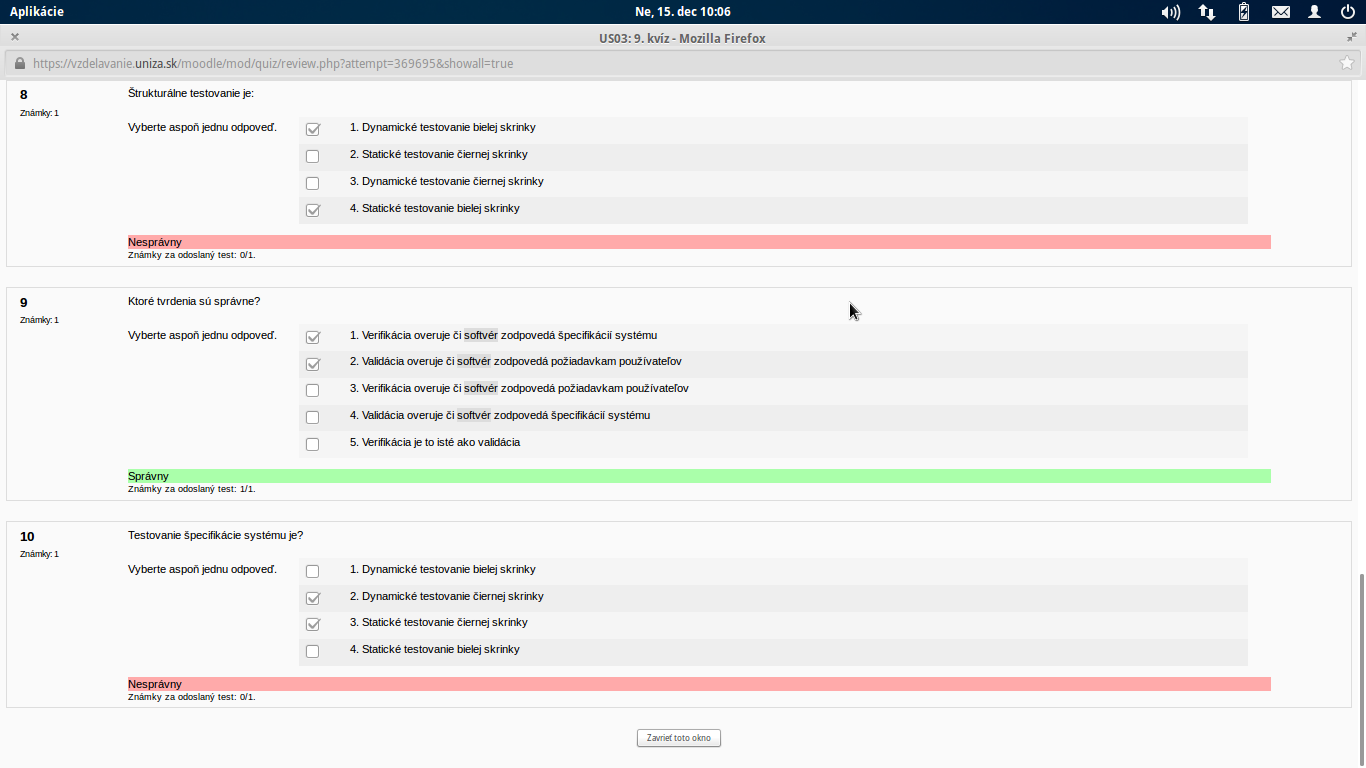 Aplikácie
Ne, 15. dec 10:06
US03: 9. kvíz - Mozilla Firefox
https://vzdelavanie.uniza.sk/moodle/mod/quiz/review.php?attempt=369695&showall=true
8
Známky: 1
Štrukturálne testovanie je:
Vyberte aspoň jednu odpoveď.
1. Dynamické testovanie bielej skrinky
2. Statické testovanie čiernej skrinky
3. Dynamické testovanie čiernej skrinky
4. Statické testovanie bielej skrinky
Nesprávny
Známky za odoslaný test: 0/1.
9
Známky: 1
Ktoré tvrdenia sú správne?
Vyberte aspoň jednu odpoveď.
1. Verifikácia overuje či softvér zodpovedá špecifikácií systému
2. Validácia overuje či softvér zodpovedá požiadavkam používateľov
3. Verifikácia overuje či softvér zodpovedá požiadavkam používateľov
4. Validácia overuje či softvér zodpovedá špecifikácií systému
5. Verifikácia je to isté ako validácia
Správny
Známky za odoslaný test: 1/1.
10
Známky: 1
Testovanie špecifikácie systému je?
Vyberte aspoň jednu odpoveď.
1. Dynamické testovanie bielej skrinky
2. Dynamické testovanie čiernej skrinky
3. Statické testovanie čiernej skrinky
4. Statické testovanie bielej skrinky
Nesprávny
Známky za odoslaný test: 0/1.
Zavrieť toto okno